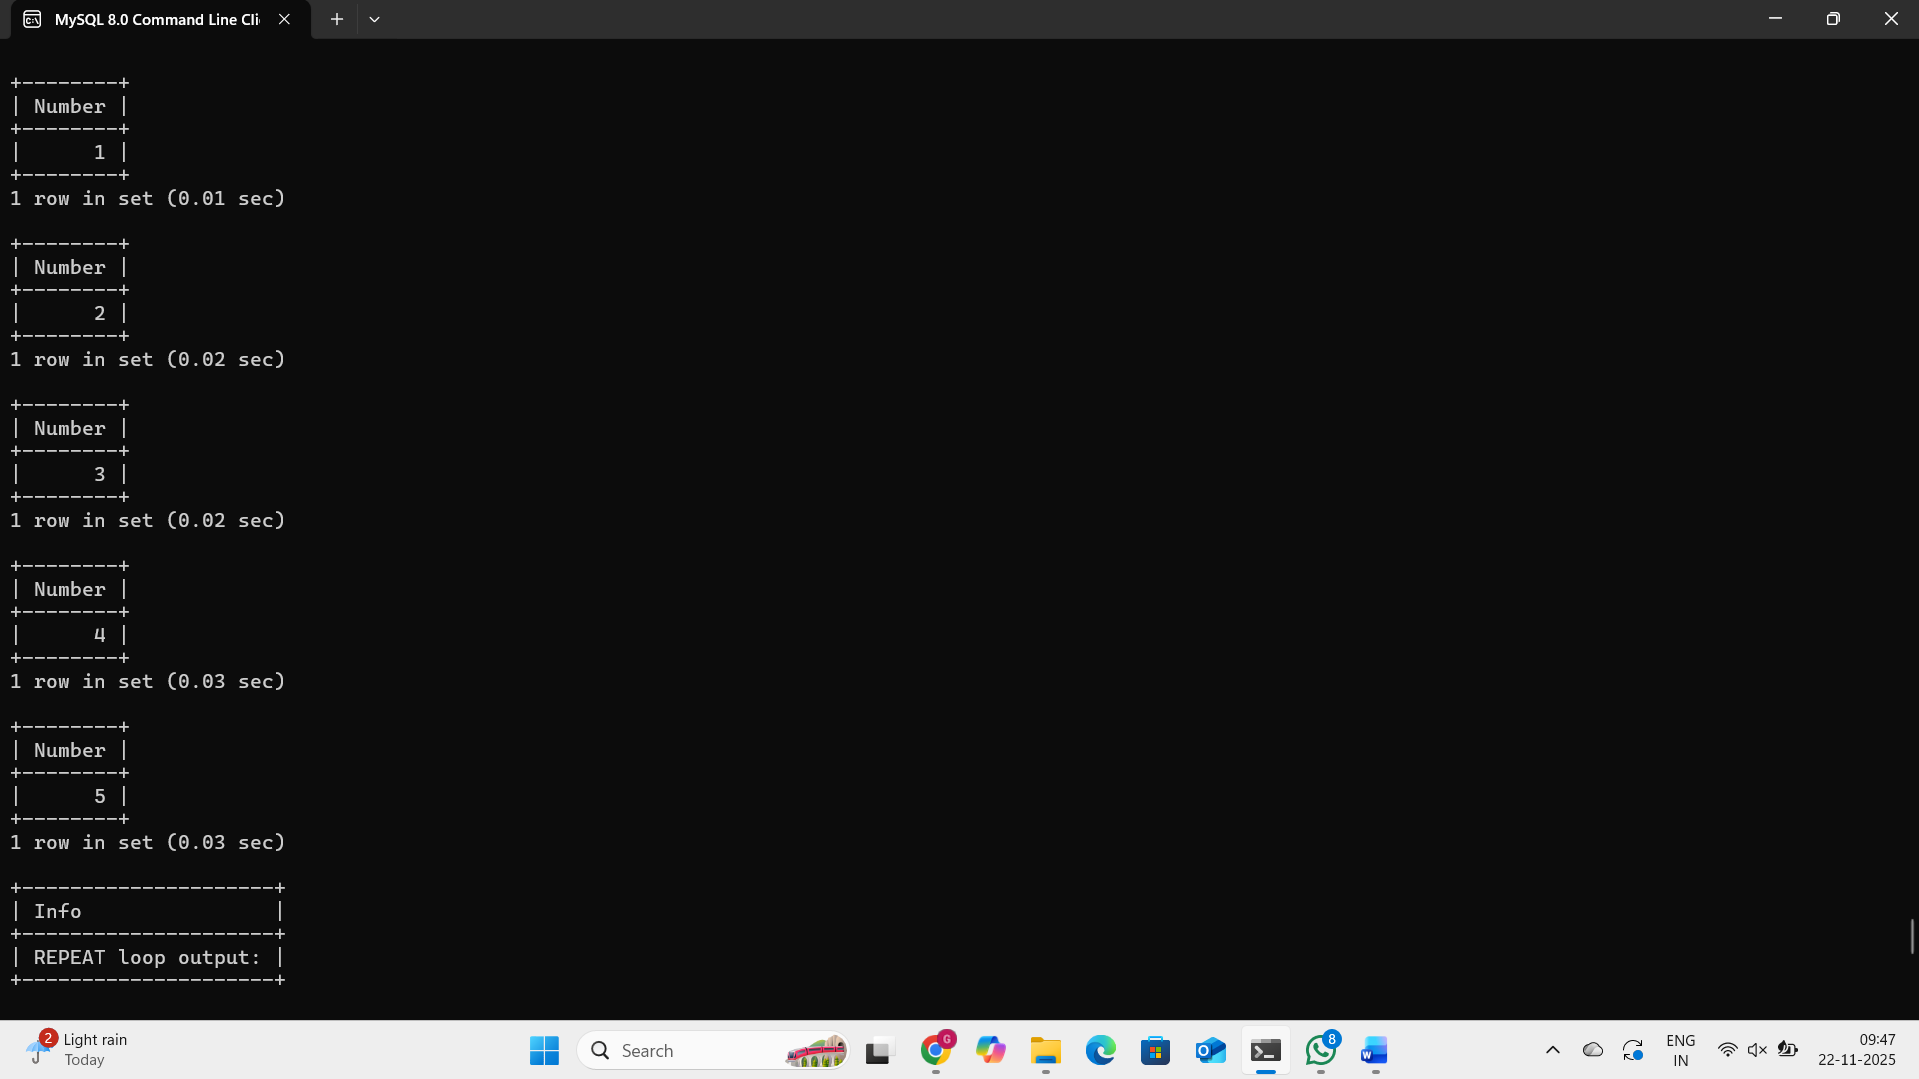 MySQL 8.0 Command Line Cli
+--------+
| Number |
+--------+
|      1 |
+--------+
1 row in set (0.01 sec)
+--------+
| Number |
+--------+
|      2 |
+--------+
1 row in set (0.02 sec)
+--------+
| Number |
+--------+
|      3 |
+--------+
1 row in set (0.02 sec)
+--------+
| Number |
+--------+
|      4 |
+--------+
1 row in set (0.03 sec)
+--------+
| Number |
+--------+
|      5 |
+--------+
1 row in set (0.03 sec)
+---------------------+
| Info                |
+---------------------+
| REPEAT loop output: |
+---------------------+
2
Light rain
Today
Search
G
8
ENG
IN
09:47
22-11-2025